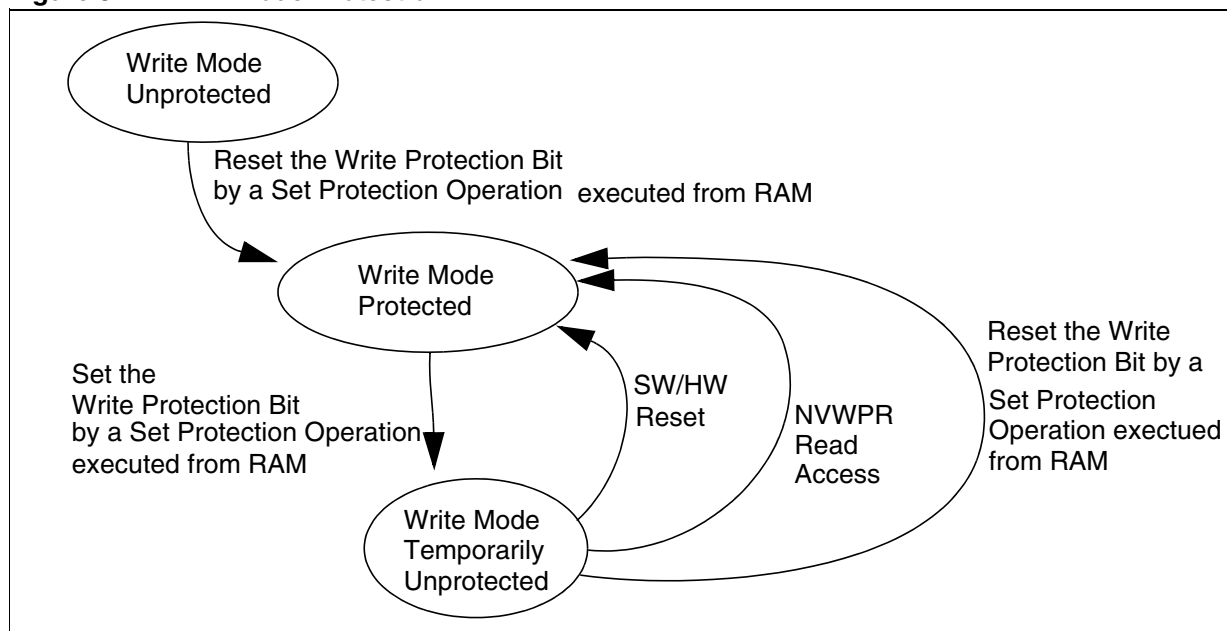 Write Mode
Unprotected
Reset the Write Protection Bit
by a Set Protection Operation executed from RAM
Write Mode
Protected
Set the
Write Protection Bit
by a Set Protection Operation
executed from RAM
SW/HW
Reset
NVWPR
Read
Access
Reset the Write
Protection Bit by a
Set Protection
Operation exectued
from RAM
Write Mode
Temporarily
Unprotected